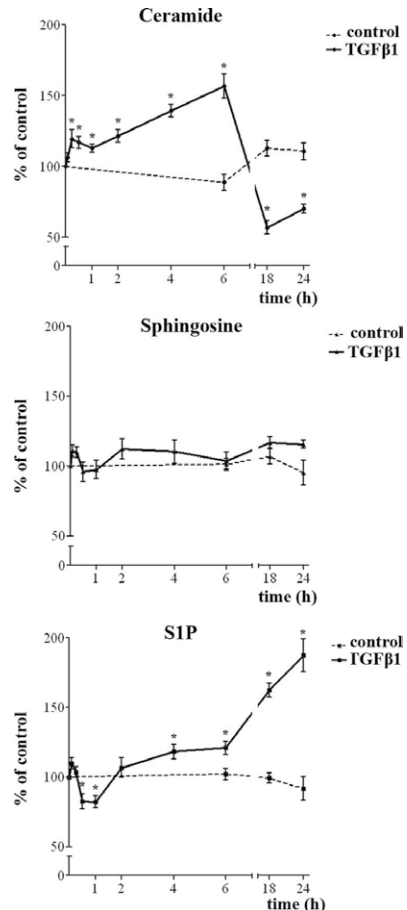 Ceramide
control
TGFβ1
% of control
200
150
100
50
0
* * * * * * * *
1 2 4 6 18 24
time (h)
Sphingosine
control
TGFβ1
% of control
200
150
100
50
0
1 2 4 6 18 24
time (h)
S1P
control
TGFβ1
% of control
200
150
100
50
0
* * * * * *
1 2 4 6 18 24
time (h)